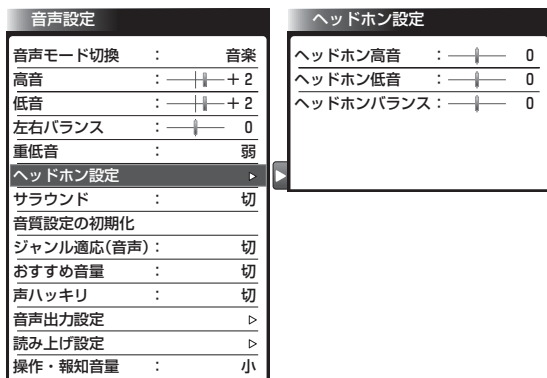 音声設定
音声モード切換 : 音楽
高音 : +2
低音 : +2
左右バランス : 0
重低音 : 弱
ヘッドホン設定
サラウンド : 切
音質設定の初期化
ジャンル適応(音声) : 切
おすすめ音量 : 切
声ハッキリ : 切
音声出力設定
読み上げ設定
操作・報知音量 : 小
ヘッドホン設定
ヘッドホン高音 : 0
ヘッドホン低音 : 0
ヘッドホンバランス : 0